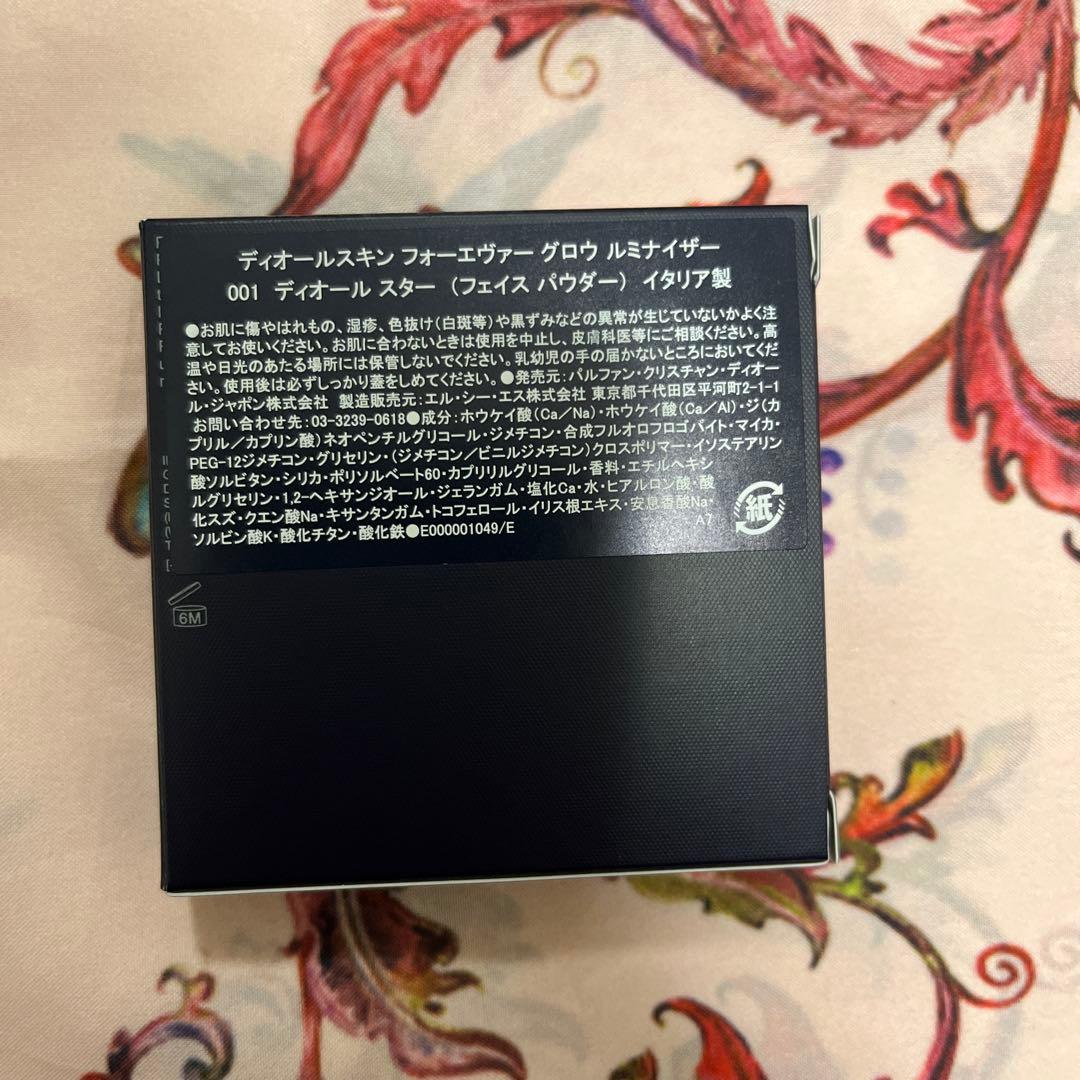 ディオールスキン フォーエヴァー グロウ ルミナイザー
001 ディオール スター （フェイス パウダー） イタリア製
●お肌に傷やはれもの、湿疹、色抜け（白斑等）や黒ずみなどの異常が生じていないかよく注
意してお使いください。お肌に合わないときは使用を中止し、皮膚科医等にご相談ください。高
温や日光のあたる場所には保管しないでください。乳幼児の手の届かないところにおいてくだ
さい。使用後は必ずしっかり蓋をしめてください。●発売元：パルファン・クリスチャン・ディオー
ル・ジャポン株式会社 製造販売元：エル・シー・エス株式会社 東京都千代田区平河町2-1-1
お問い合わせ先：03-3239-0618●成分：ホウケイ酸（Ca／Na）・ホウケイ酸（Ca／Al）・ジ（カ
プリル／カプリン酸）ネオペンチルグリコール・ジメチコン・合成フルオロフロゴパイト・マイカ・
PEG-12ジメチコン・グリセリン・（ジメチコン／ビニルジメチコン）クロスポリマー・イソステアリン
酸ソルビタン・シリカ・ポリソルベート60・カプリリルグリコール・香料・エチルヘキシ
ルグリセリン・1,2－ヘキサンジオール・ジェランガム・塩化Ca・水・ヒアルロン酸・酸
化スズ・クエン酸Na・キサンタンガム・トコフェロール・イリス根エキス・安息香酸Na・
ソルビン酸K・酸化チタン・酸化鉄●E000001049/E
A7
紙
6M